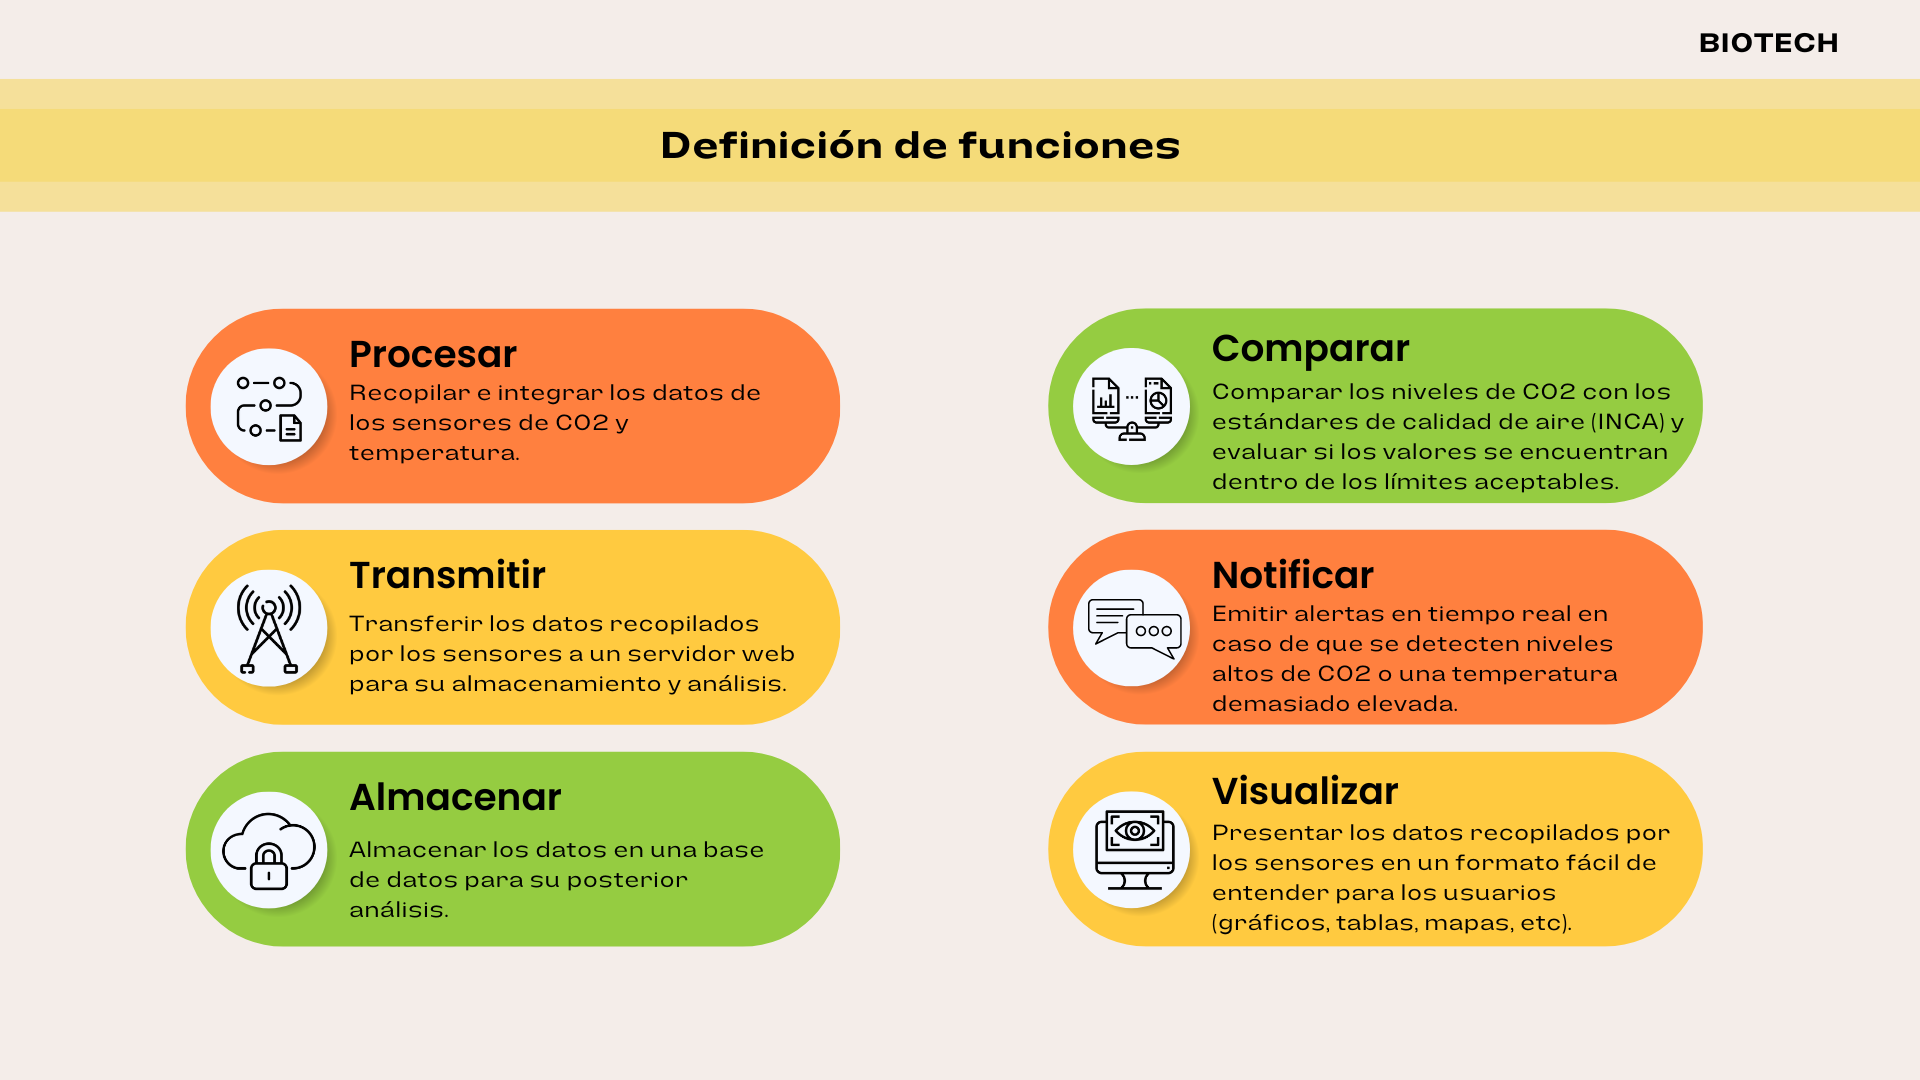 BIOTECH
Definición de funciones
Procesar
Recopilar e integrar los datos de
los sensores de CO2 y
temperatura.
Transmitir
Transferir los datos recopilados
por los sensores a un servidor web
para su almacenamiento y análisis.
Almacenar
Almacenar los datos en una base
de datos para su posterior
análisis.
Comparar
Comparar los niveles de CO2 con los
estándares de calidad de aire (INCA) y
evaluar si los valores se encuentran
dentro de los límites aceptables.
Notificar
Emitir alertas en tiempo real en
caso de que se detecten niveles
altos de CO2 o una temperatura
demasiado elevada.
Visualizar
Presentar los datos recopilados por
los sensores en un formato fácil de
entender para los usuarios
(gráficos, tablas, mapas, etc).